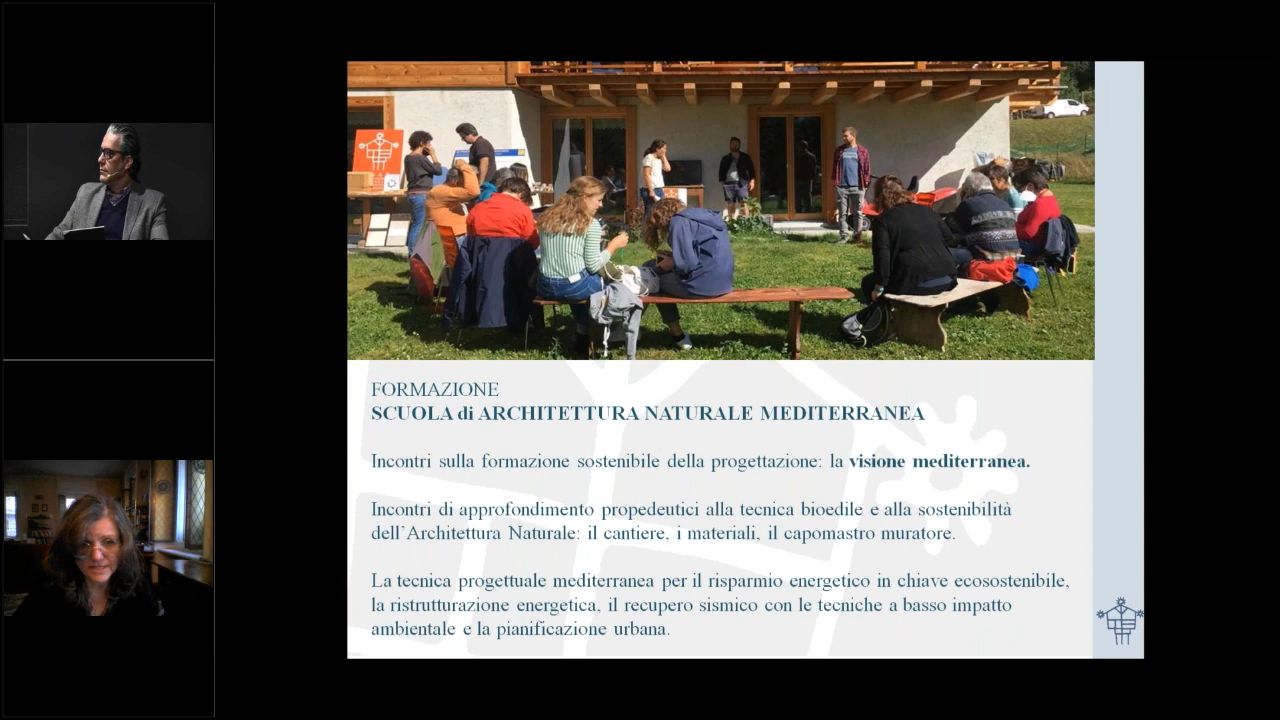 FORMAZIONE
SCUOLA di ARCHITETTURA NATURALE MEDITERRANEA
Incontri sulla formazione sostenibile della progettazione: la visione mediterranea.
Incontri di approfondimento propedeutici alla tecnica bioedile e alla sostenibilità
dell'Architettura Naturale: il cantiere, i materiali, il capomastro muratore.
La tecnica progettuale mediterranea per il risparmio energetico in chiave ecosostenibile,
la ristrutturazione energetica, il recupero sismico con le tecniche a basso impatto
ambientale e la pianificazione urbana.